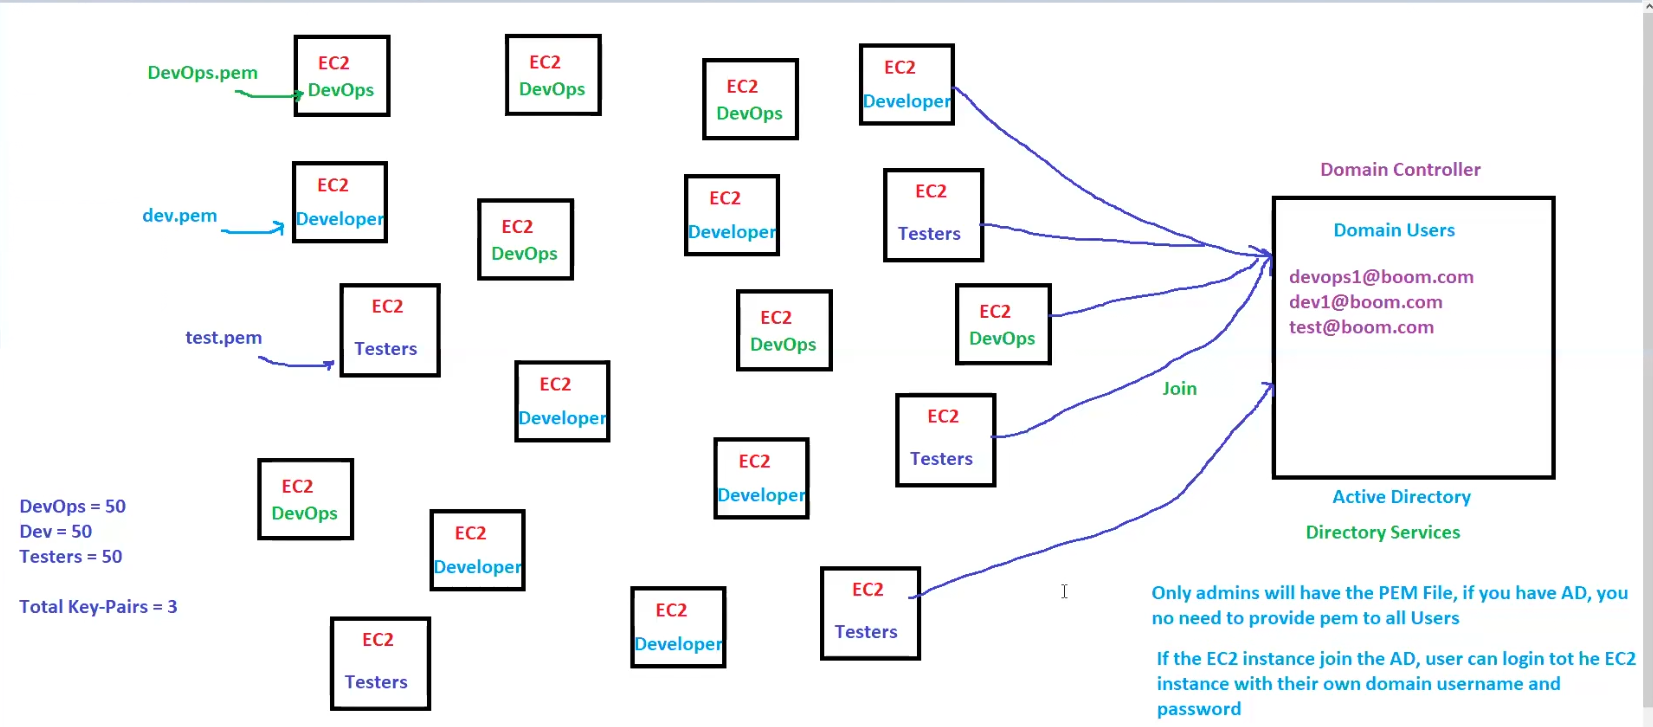 DevOps.pem
EC2
DevOps
EC2
DevOps
EC2
DevOps
EC2
Developer
dev.pem
EC2
Developer
EC2
DevOps
EC2
Developer
EC2
Testers
test.pem
EC2
Testers
EC2
Developer
EC2
DevOps
EC2
DevOps
EC2
Testers
Join
EC2
DevOps
EC2
Developer
EC2
Developer
EC2
Testers
EC2
Developer
EC2
Testers
DevOps = 50
Dev = 50
Testers = 50
Total Key-Pairs = 3
Domain Controller
Domain Users
devops1@boom.com
dev1@boom.com
test@boom.com
Active Directory
Directory Services
Only admins will have the PEM File, if you have AD, you
no need to provide pem to all Users
If the EC2 instance join the AD, user can login tot he EC2
instance with their own domain username and
password